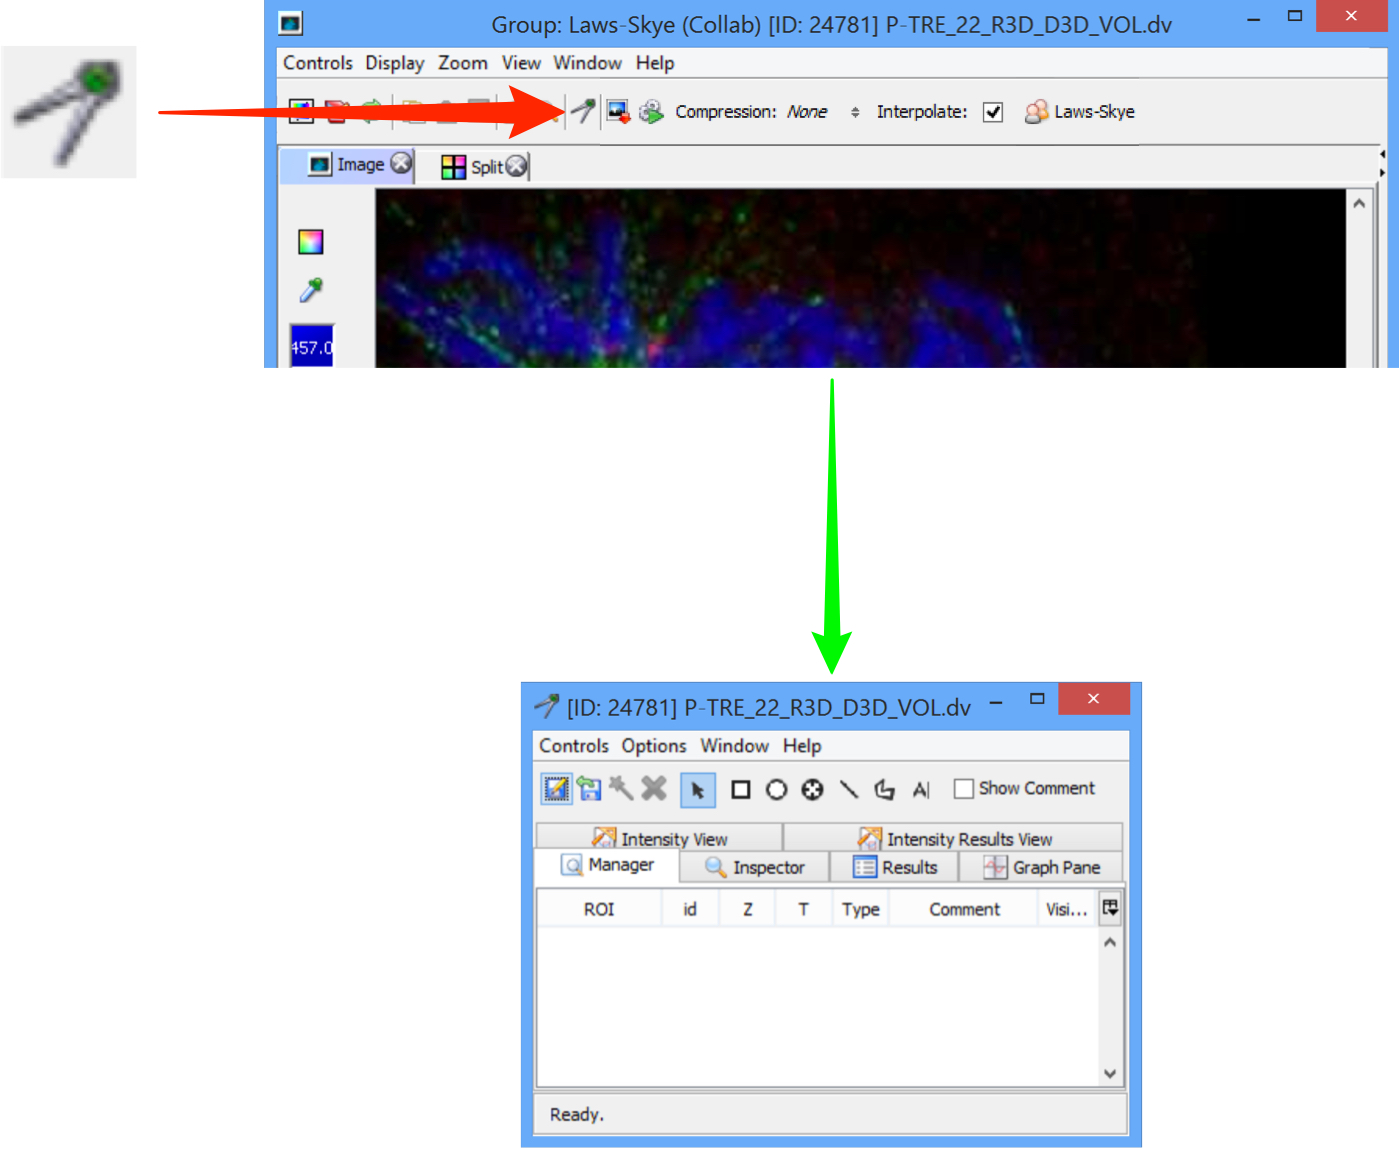 Group: Laws-Skye (Collab) [ID: 24781] P-TRE_22_R3D_D3D_VOL.dv
Controls Display Zoom View Window Help
Compression: None Interpolate: Laws-Skye
Image Split
457.0
[ID: 24781] P-TRE_22_R3D_D3D_VOL.dv
Controls Options Window Help
A| Show Comment
Intensity View Intensity Results View
Manager Inspector Results Graph Pane
ROI id Z T Type Comment Visi...
Ready.